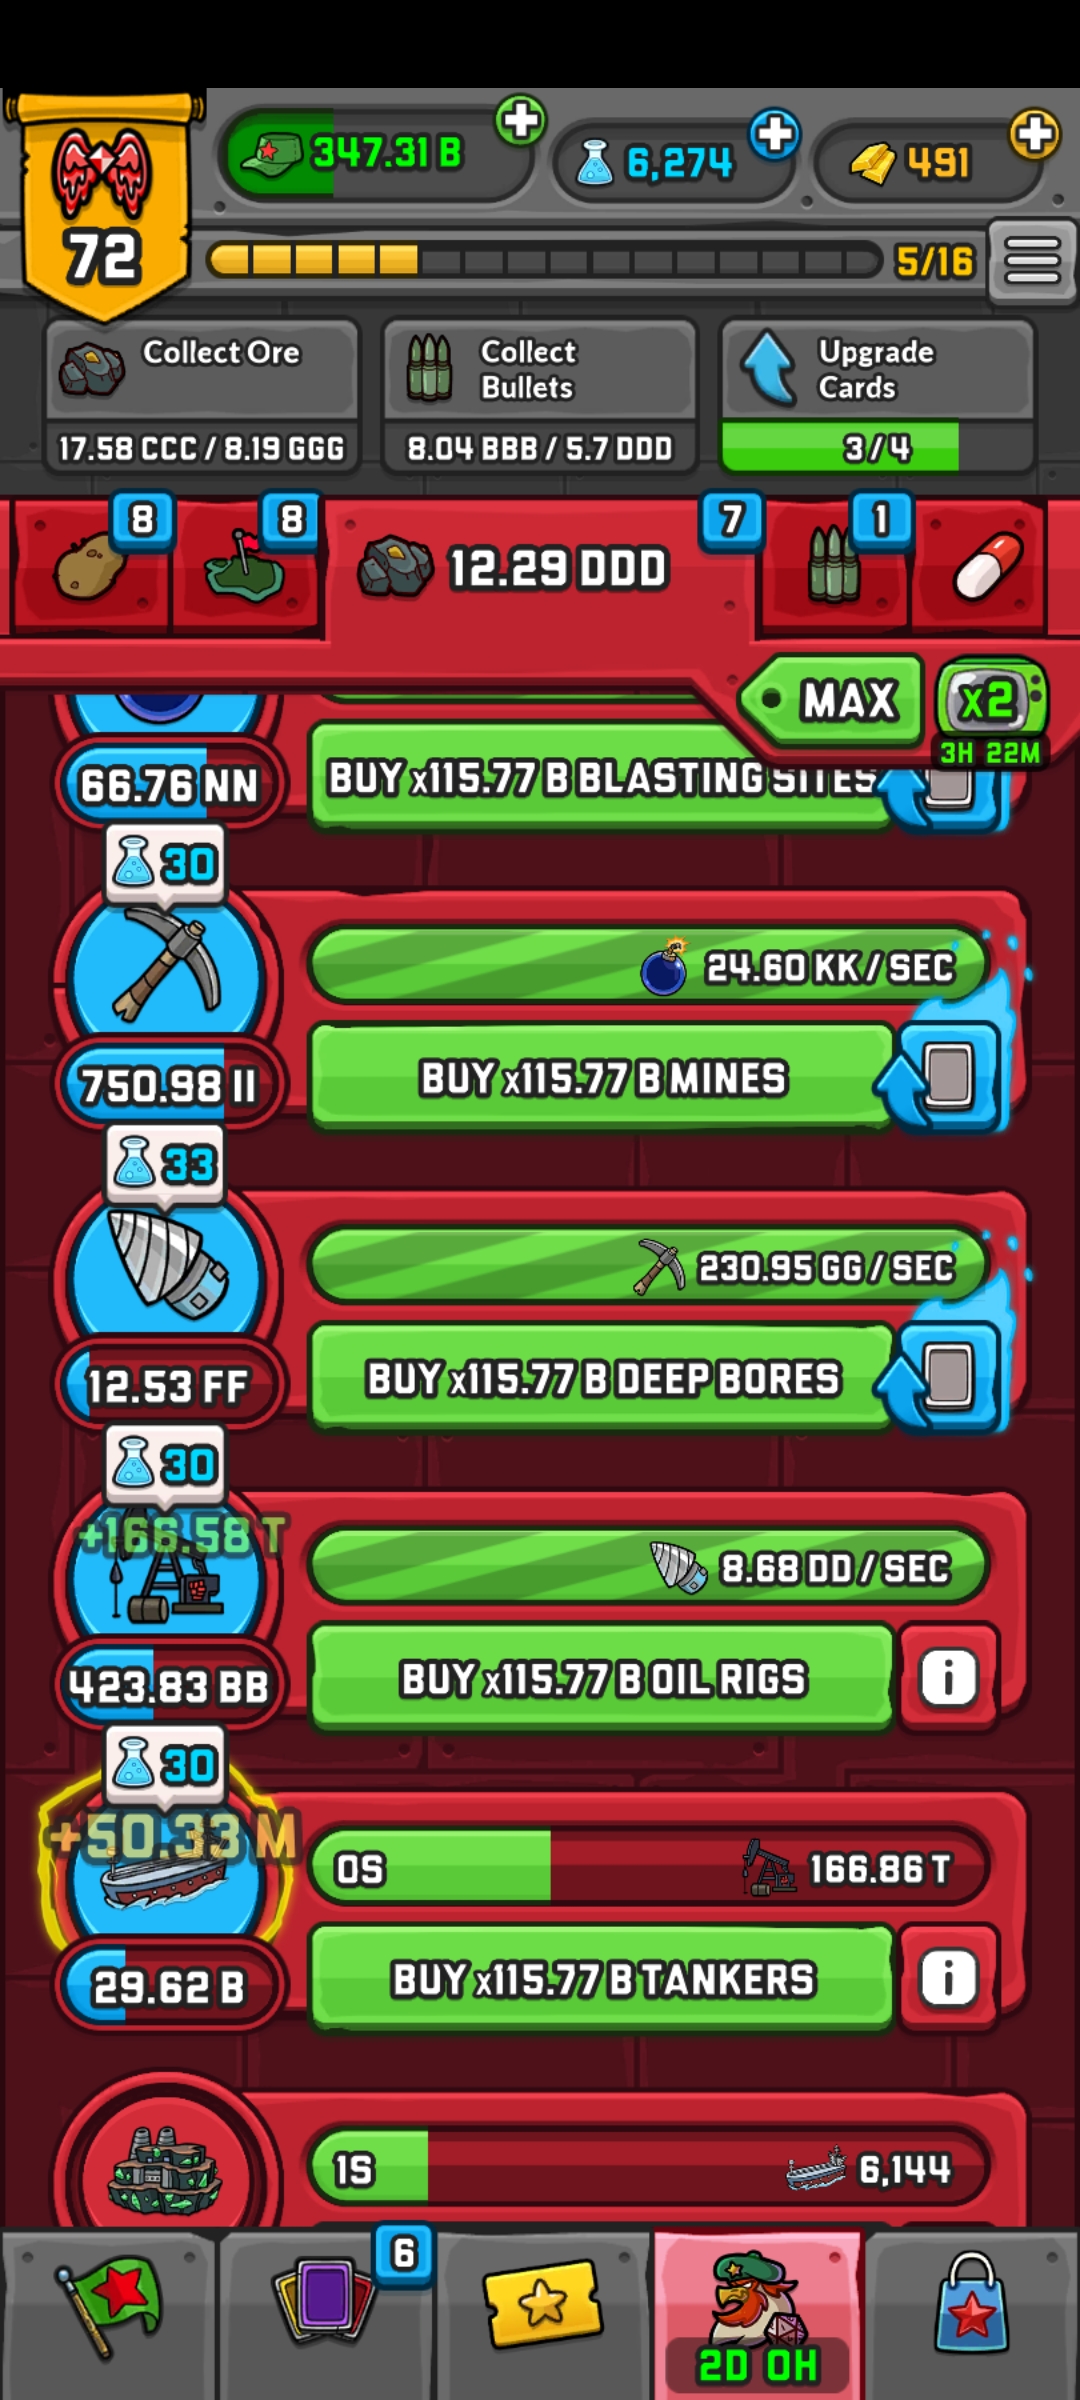 347.31 B
6,274
491
72
5/16
Collect Ore
17.58 CCC / 8.19 GGG
Collect
Bullets
8.04 BBB / 5.7 DDD
Upgrade
Cards
3/4
8
8
12.29 DDD
7
1
MAX
x2
3H 22M
66.76 NN
BUY x115.77 B BLASTING SITES
30
24.60 KK / SEC
750.98 II
BUY x115.77 B MINES
33
230.95 GG / SEC
12.53 FF
BUY x115.77 B DEEP BORES
30
+166.58 T
8.68 DD / SEC
423.83 BB
BUY x115.77 B OIL RIGS
i
30
+50.33 M
0S
166.86 T
29.62 B
BUY x115.77 B TANKERS
i
1S
6,144
6
2D 0H